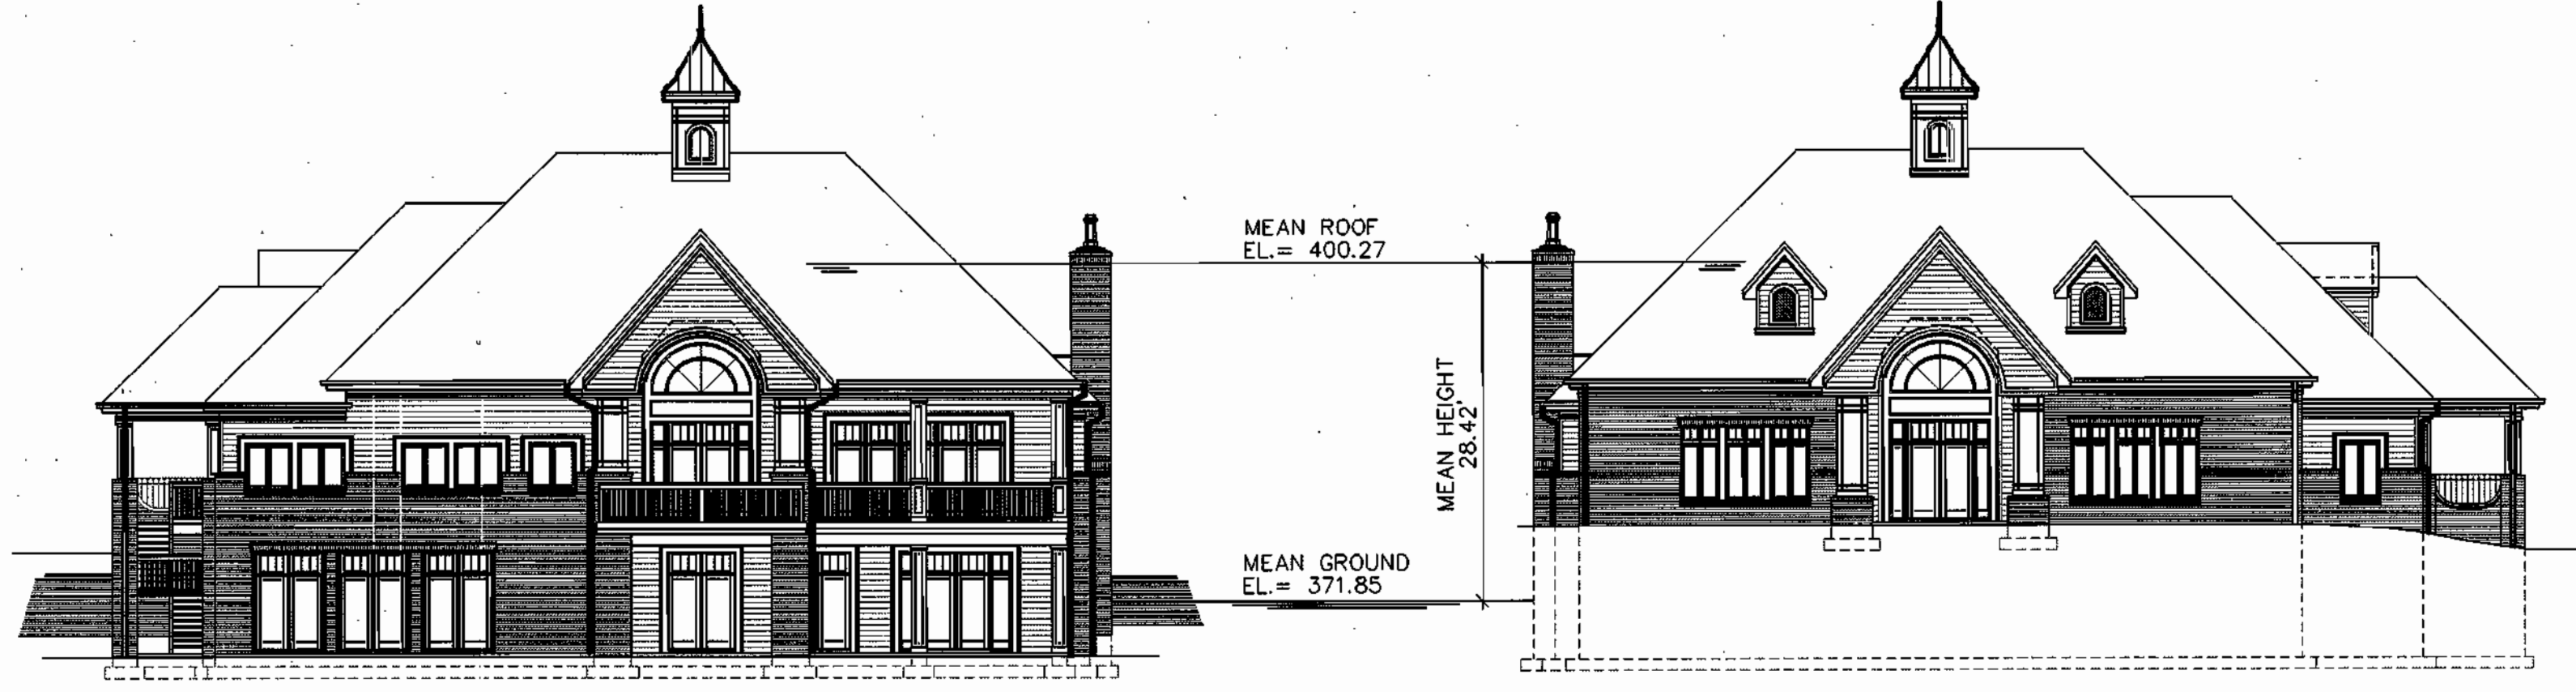 MEAN ROOF
EL.= 400.27
MEAN HEIGHT
28.42'
MEAN GROUND
EL.= 371.85